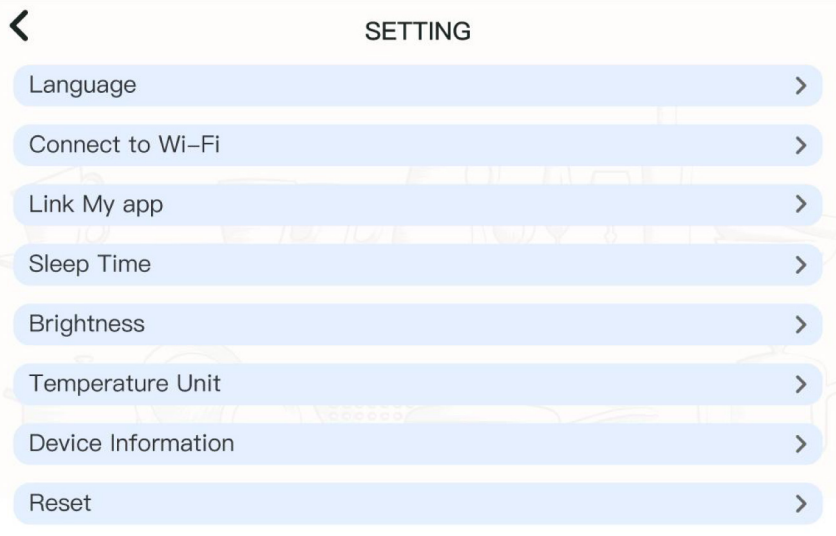 SETTING
Language
Connect to Wi-Fi
Link My app
Sleep Time
Brightness
Temperature Unit
Device Information
Reset